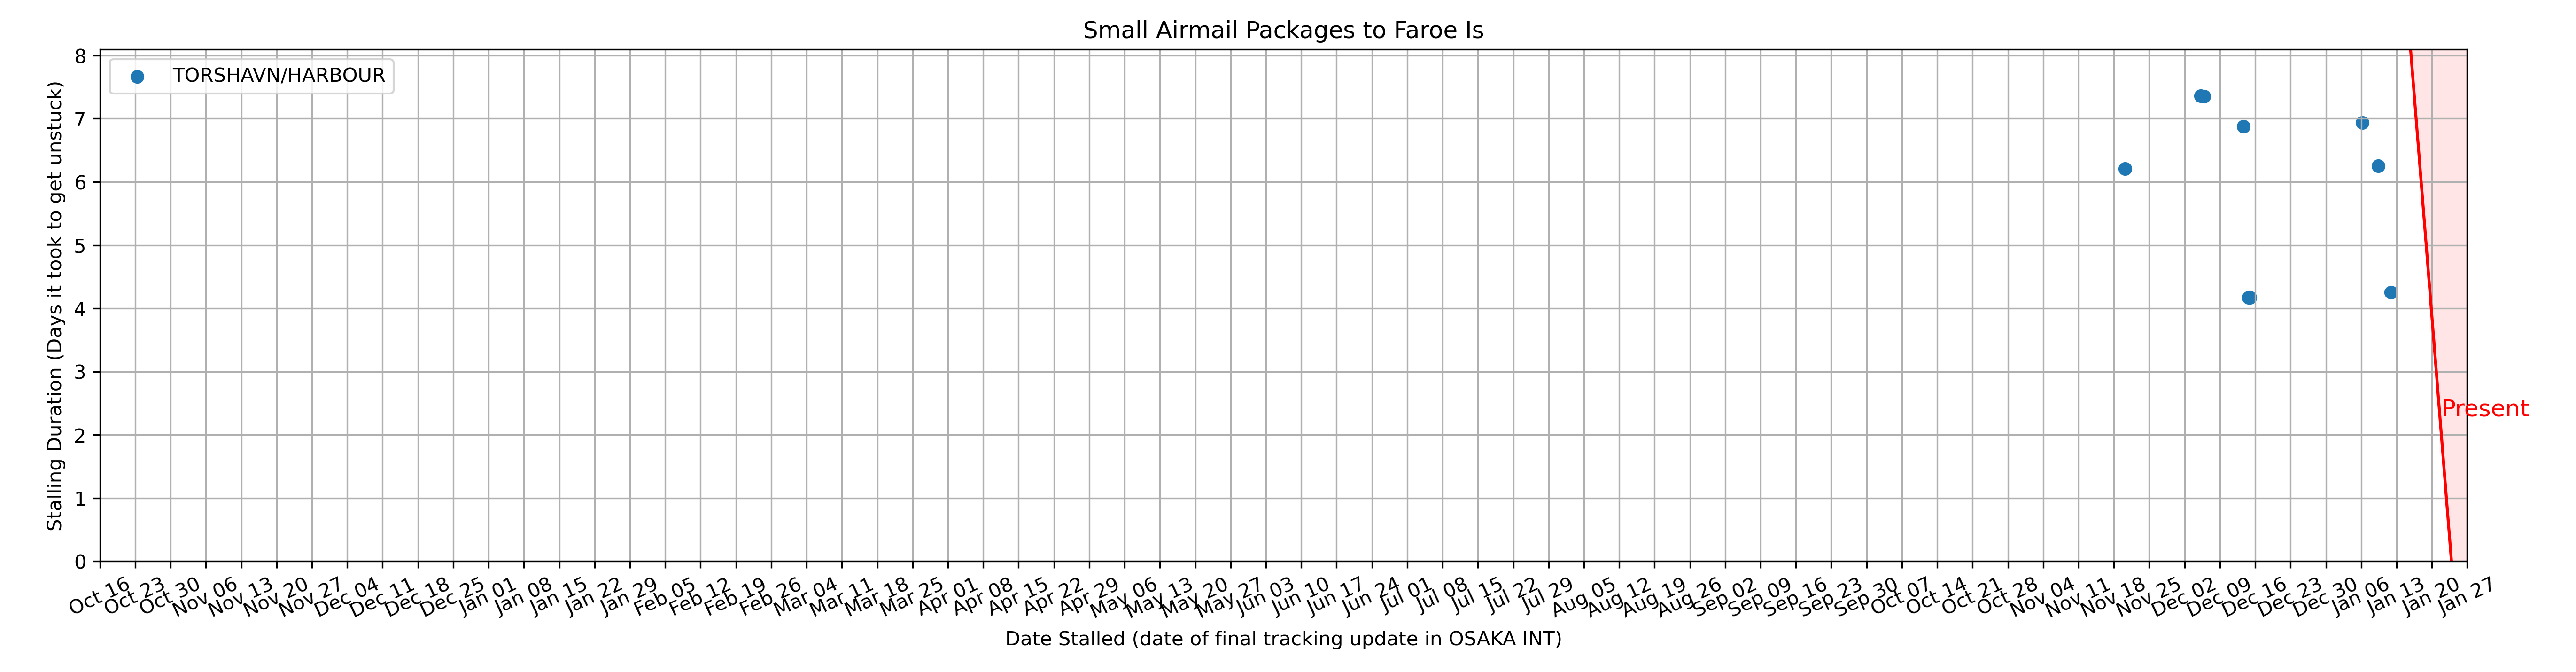 Small Airmail Packages to Faroe Is
TORSHAVN/HARBOUR
Stalling Duration (Days it took to get unstuck)
8
7
6
5
4
3
2
1
0
Present
Oct 16 Oct 23 Oct 30 Nov 06 Nov 13 Nov 20 Nov 27 Dec 04 Dec 11 Dec 18 Dec 25 Jan 01 Jan 08 Jan 15 Jan 22 Jan 29 Feb 05 Feb 12 Feb 19 Feb 26 Mar 04 Mar 11 Mar 18 Mar 25 Apr 01 Apr 08 Apr 15 Apr 22 Apr 29 May 06 May 13 May 20 May 27 Jun 03 Jun 10 Jun 17 Jun 24 Jul 01 Jul 08 Jul 15 Jul 22 Jul 29 Aug 05 Aug 12 Aug 19 Aug 26 Sep 02 Sep 09 Sep 16 Sep 23 Sep 30 Oct 07 Oct 14 Oct 21 Oct 28 Nov 04 Nov 11 Nov 18 Nov 25 Dec 02 Dec 09 Dec 16 Dec 23 Dec 30 Jan 06 Jan 13 Jan 20 Jan 27
Date Stalled (date of final tracking update in OSAKA INT)